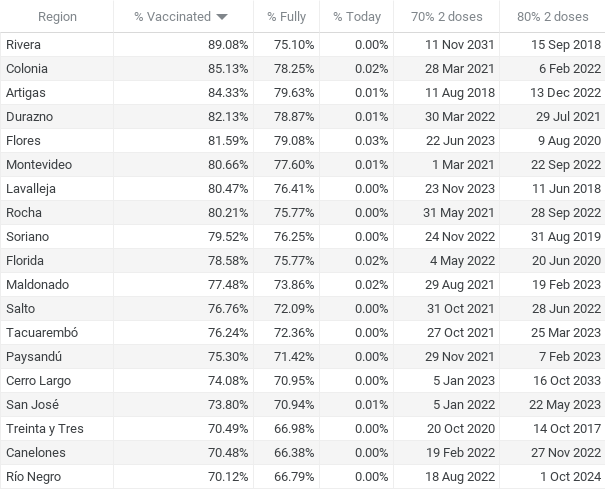 Region % Vaccinated % Fully % Today 70% 2 doses 80% 2 doses
Rivera 89.08% 75.10% 0.00% 11 Nov 2031 15 Sep 2018
Colonia 85.13% 78.25% 0.02% 28 Mar 2021 6 Feb 2022
Artigas 84.33% 79.63% 0.01% 11 Aug 2018 13 Dec 2022
Durazno 82.13% 78.87% 0.01% 30 Mar 2022 29 Jul 2021
Flores 81.59% 79.08% 0.03% 22 Jun 2023 9 Aug 2020
Montevideo 80.66% 77.60% 0.01% 1 Mar 2021 22 Sep 2022
Lavalleja 80.47% 76.41% 0.00% 23 Nov 2023 11 Jun 2018
Rocha 80.21% 75.77% 0.00% 31 May 2021 28 Sep 2022
Soriano 79.52% 76.25% 0.00% 24 Nov 2022 31 Aug 2019
Florida 78.58% 75.77% 0.02% 4 May 2022 20 Jun 2020
Maldonado 77.48% 73.86% 0.02% 29 Aug 2021 19 Feb 2023
Salto 76.76% 72.09% 0.00% 31 Oct 2021 28 Jun 2022
Tacuarembó 76.24% 72.36% 0.00% 27 Oct 2021 25 Mar 2023
Paysandú 75.30% 71.42% 0.00% 29 Nov 2021 7 Feb 2023
Cerro Largo 74.08% 70.95% 0.00% 5 Jan 2023 16 Oct 2033
San José 73.80% 70.94% 0.01% 5 Jan 2022 22 May 2023
Treinta y Tres 70.49% 66.98% 0.00% 20 Oct 2020 14 Oct 2017
Canelones 70.48% 66.38% 0.00% 19 Feb 2022 27 Nov 2022
Río Negro 70.12% 66.79% 0.00% 18 Aug 2022 1 Oct 2024